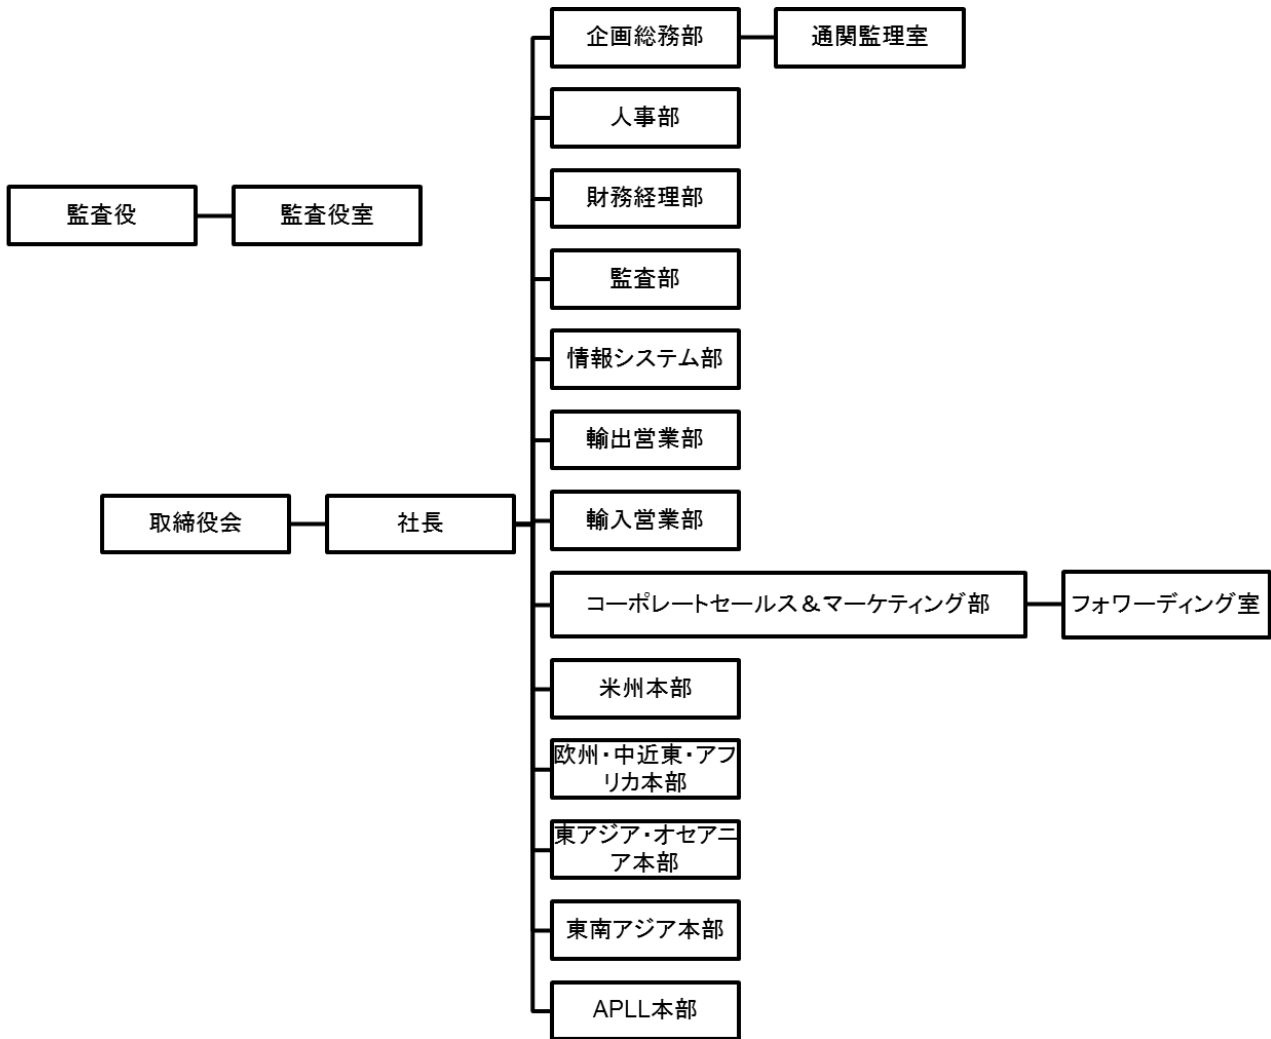 企画総務部
通関監理室
人事部
財務経理部
監査役
監査役室
監査部
情報システム部
輸出営業部
取締役会
社長
輸入営業部
コーポレートセールス＆マーケティング部
フォワーディング室
米州本部
欧州・中近東・アフ
リカ本部
東アジア・オセアニ
ア本部
東南アジア本部
APLL本部